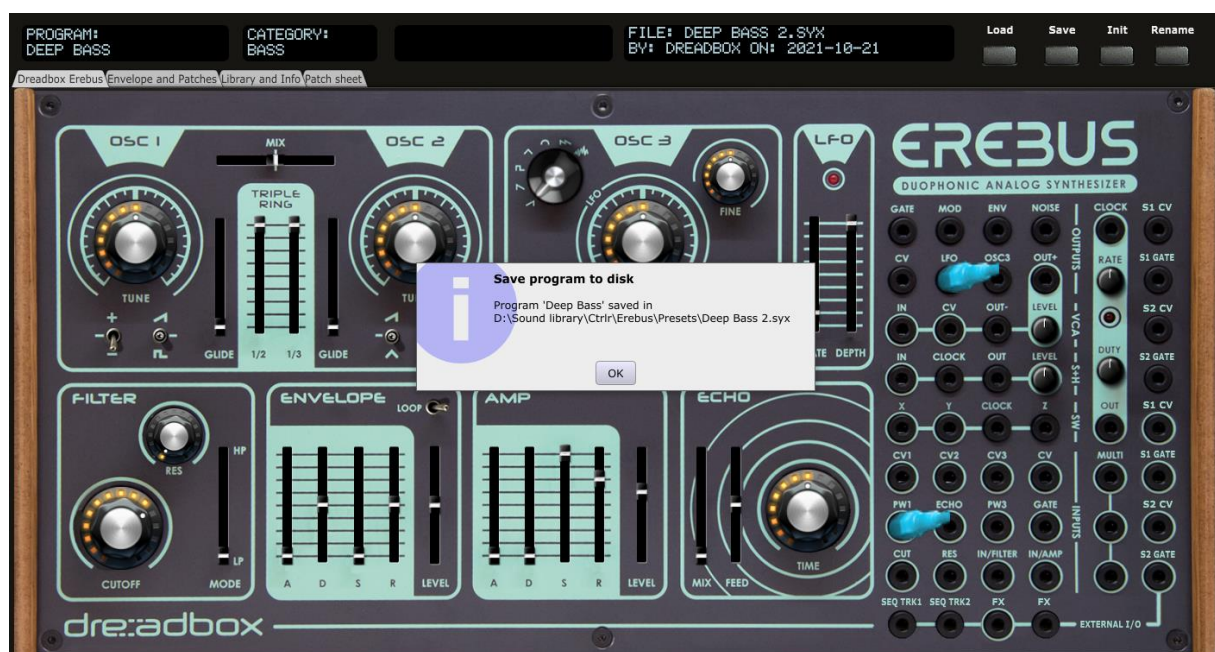 PROGRAM:
DEEP BASS
CATEGORY:
BASS
FILE: DEEP BASS 2.SYX
BY: DREADBOX ON: 2021-10-21
Load Save Init Rename
Dreadbox Erebus Envelope and Patches Library and Info Patch sheet
OSC 1
MIX
OSC 2
OSC 3
LFO
EREBUS
DUOPHONIC ANALOG SYNTHESIZER
TRIPLE
RING
LFO
FINE
TUNE
GLIDE 1/2 1/3 GLIDE
DEPTH
Save program to disk
Program 'Deep Bass' saved in
D:\Sound library\Ctrlr\Erebus\Presets\Deep Bass 2.syx
OK
GATE MOD ENV NOISE CLOCK S1 CV
OUTPUTS
CV LFO OSC3 OUT+ RATE S1 GATE
IN CV OUT- LEVEL S2 CV
VCA
IN CLOCK OUT LEVEL DUTY S2 GATE
S+H
X Y CLOCK Z OUT S1 CV
SW
CV1 CV2 CV3 CV MULTI S1 GATE
PW1 ECHO PW3 GATE S2 CV
INPUTS
CUT RES IN/FILTER IN/AMP S2 GATE
SEQ TRK1 SEQ TRK2 FX FX
EXTERNAL I/O
FILTER
RES
HP
LP
CUTOFF MODE
ENVELOPE
LOOP
A D S R LEVEL
AMP
A D S R LEVEL
ECHO
MIX FEED TIME
dreadbox